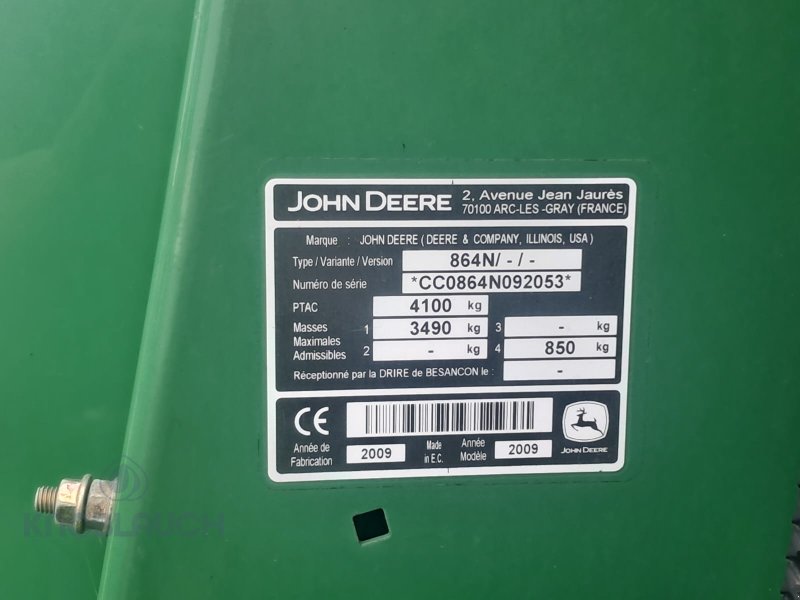 JOHN DEERE 2, Avenue Jean Jaurès
70100 ARC-LES -GRAY (FRANCE)
Marque : JOHN DEERE ( DEERE & COMPANY, ILLINOIS, USA )
Type / Variante / Version 864N/ - / -
Numéro de série *CC0864N092053*
PTAC 4100 kg
Masses Maximales Admissibles
1 3490 kg 3 - kg
2 - kg 4 850 kg
Réceptionné par la DRIRE de BESANCON le : -
CE
Année de Fabrication 2009 Made in E.C. Année Modèle 2009
JOHN DEERE
KNOBLAUCH